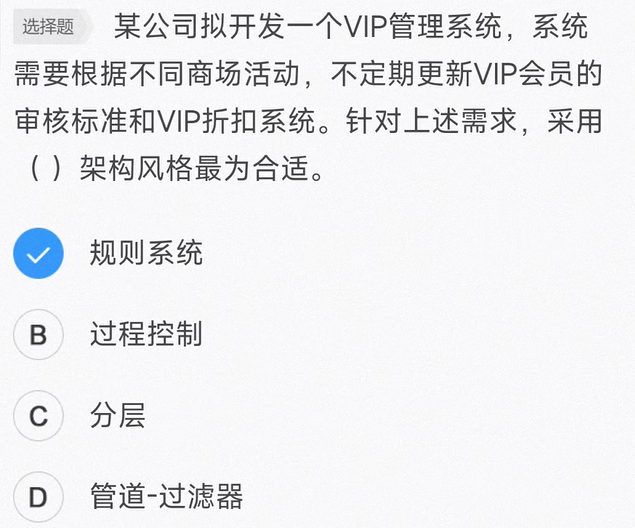 选择题 某公司拟开发一个VIP管理系统，系统
需要根据不同商场活动，不定期更新VIP会员的
审核标准和VIP折扣系统。针对上述需求，采用
（ ）架构风格最为合适。
规则系统
B 过程控制
C 分层
D 管道-过滤器